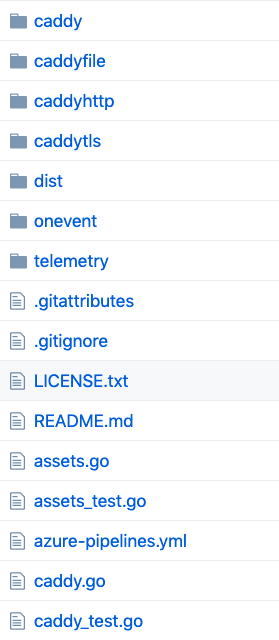 caddy
caddyfile
caddyhttp
caddytls
dist
onevent
telemetry
.gitattributes
.gitignore
LICENSE.txt
README.md
assets.go
assets_test.go
azure-pipelines.yml
caddy.go
caddy_test.go